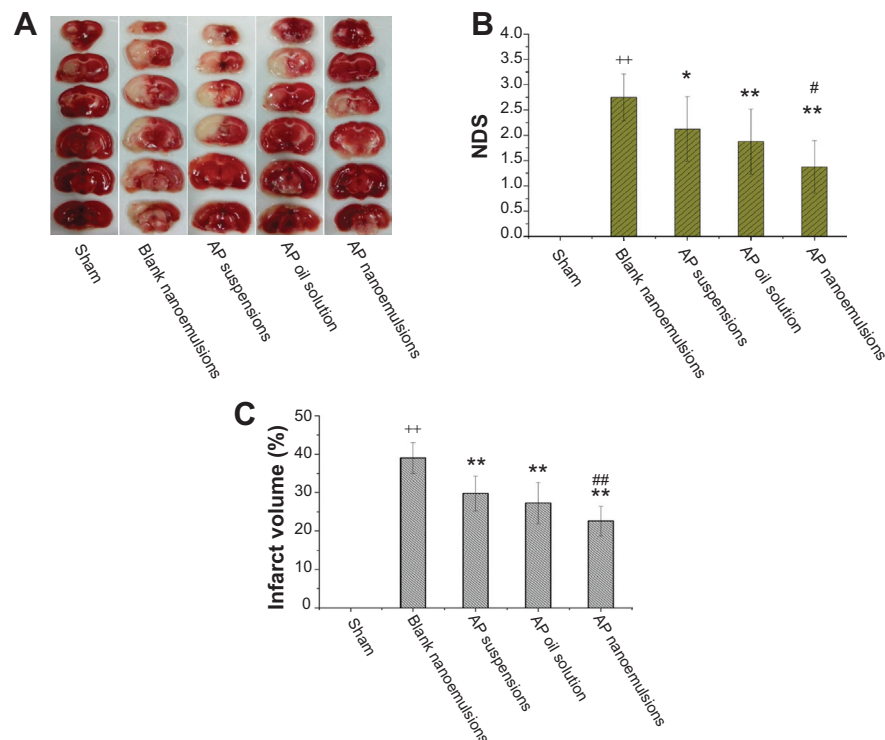 A
Sham
Blank nanoemulsions
AP suspensions
AP oil solution
AP nanoemulsions
B
NDS
4.0
3.5
3.0
2.5
2.0
1.5
1.0
0.5
0.0
++
*
**
#
**
Sham
Blank nanoemulsions
AP suspensions
AP oil solution
AP nanoemulsions
C
Infarct volume (%)
50
40
30
20
10
0
++
**
**
##
**
Sham
Blank nanoemulsions
AP suspensions
AP oil solution
AP nanoemulsions